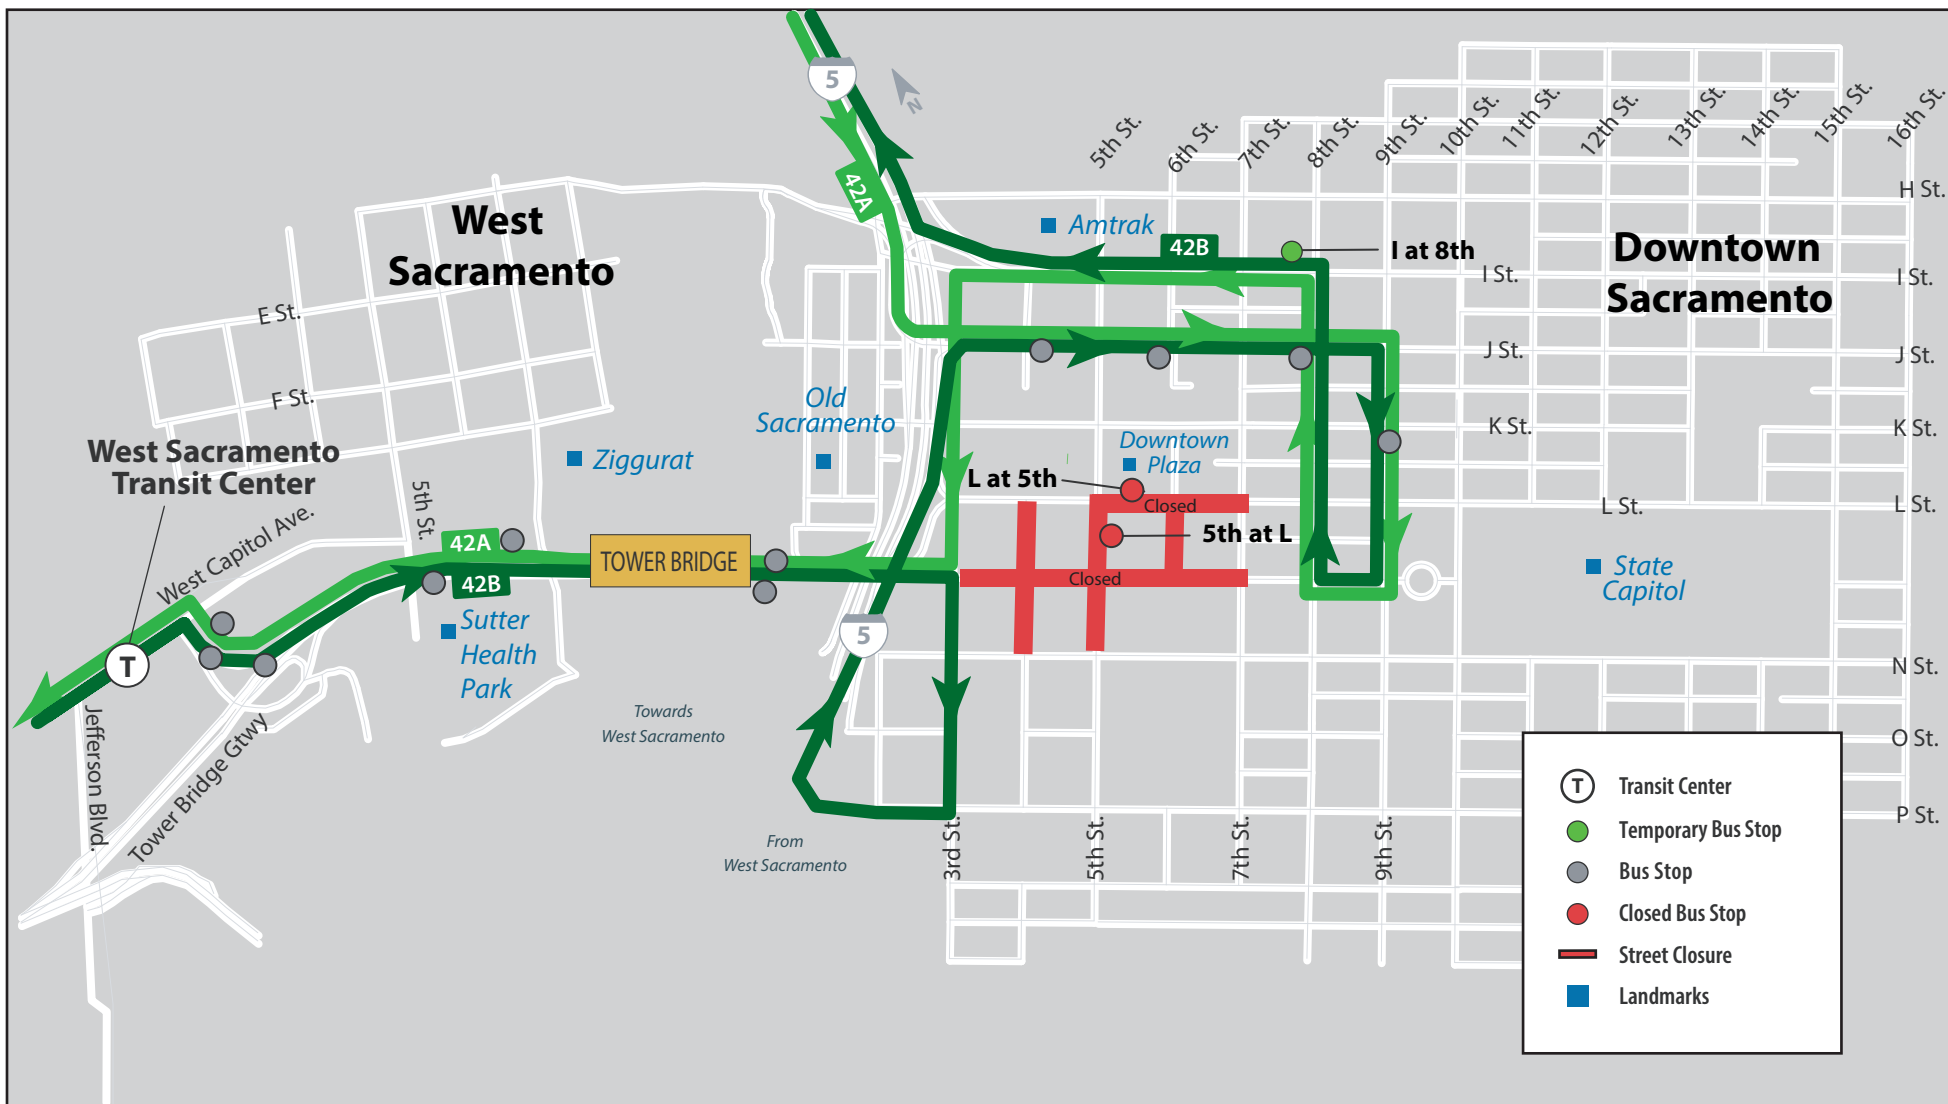 5
N
42A
5th St.
6th St.
7th St.
8th St.
9th St.
10th St.
11th St.
12th St.
13th St.
14th St.
15th St.
16th St.
H St.
West
Sacramento
Amtrak
42B
I at 8th
Downtown
Sacramento
I St.
I St.
E St.
J St.
J St.
F St.
Old
Sacramento
K St.
K St.
West Sacramento
Transit Center
Ziggurat
Downtown
Plaza
L at 5th
Closed
L St.
L St.
5th St.
West Capitol Ave.
42A
TOWER BRIDGE
5th at L
Closed
42B
State
Capitol
Sutter
Health
Park
5
T
N St.
Towards
West Sacramento
Jefferson Blvd.
Tower Bridge Gtwy
O St.
P St.
From
West Sacramento
3rd St.
5th St.
7th St.
9th St.
T Transit Center
Temporary Bus Stop
Bus Stop
Closed Bus Stop
Street Closure
Landmarks